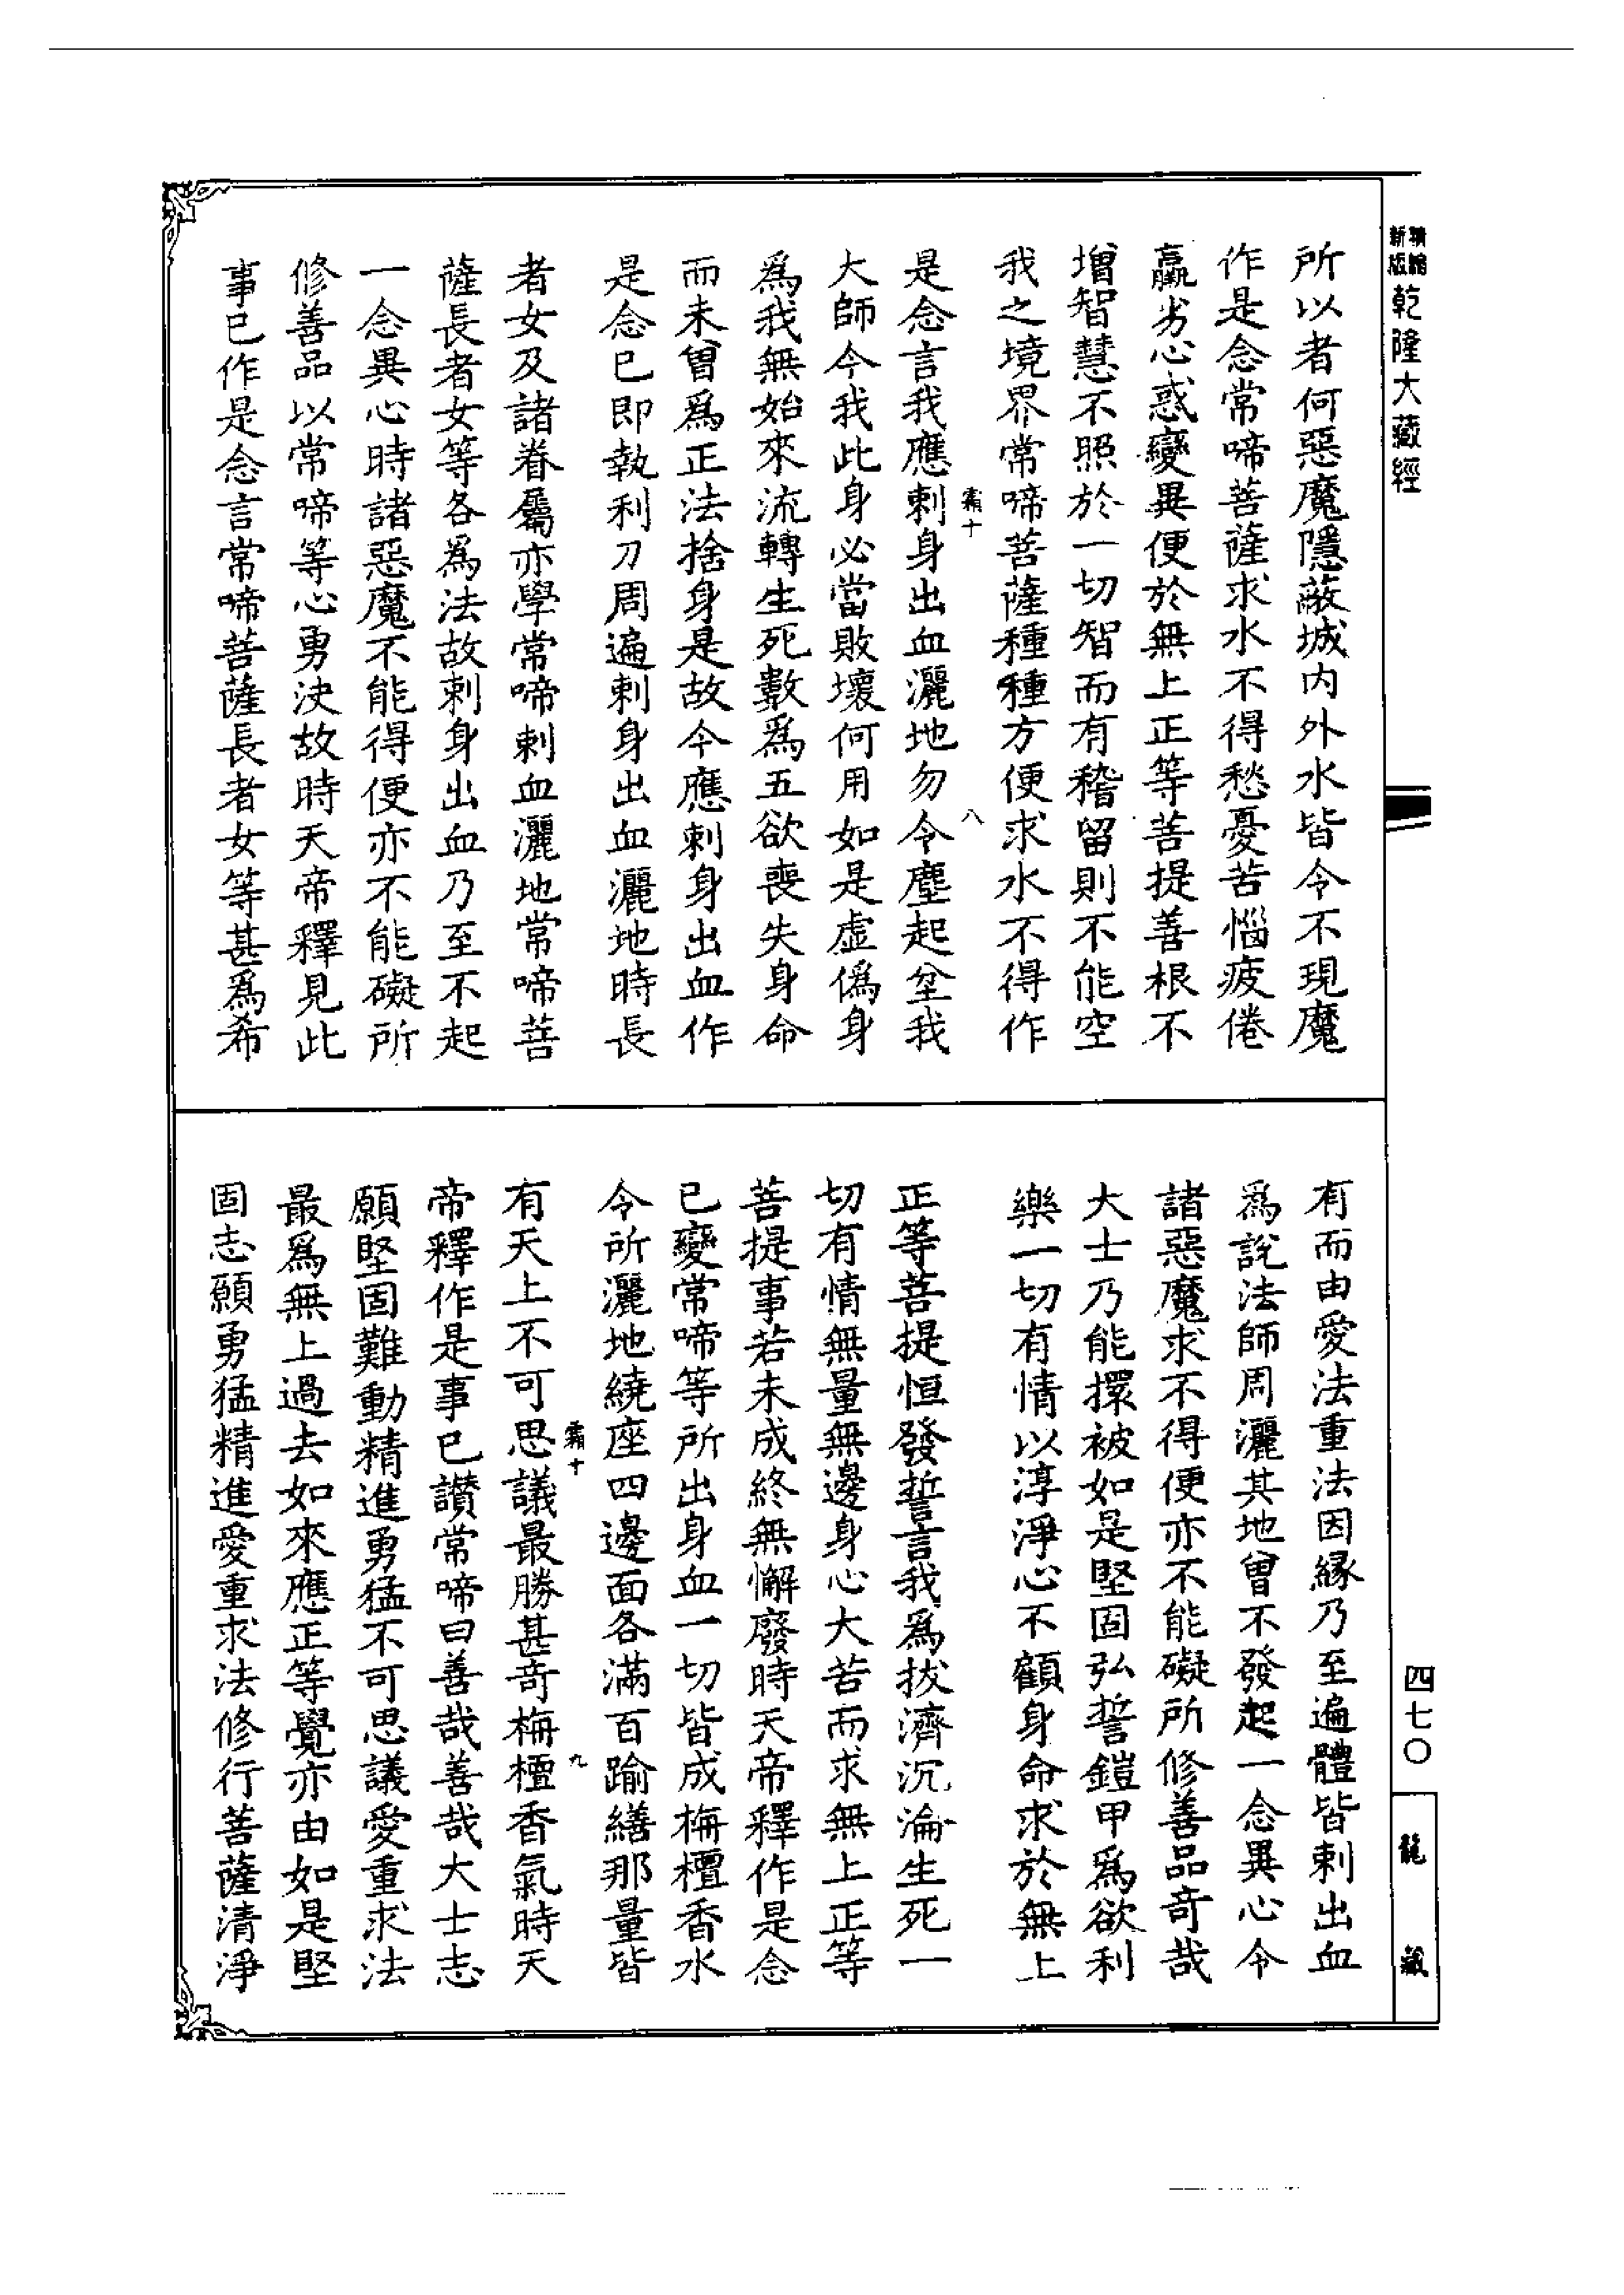 新版精縮
乾隆大藏經
所以者何惡魔隱蔽城内外水皆令不現魔
作是念常啼菩薩求水不得愁憂苦惱疲倦
羸劣心惑變異便於無上正等菩提善根不
增智慧不照於一切智而有稽留則不能空
我之境界常啼菩薩種種方便求水不得作
霜十 八
是念言我應刺身出血灑地勿令塵起坌我
大師今我此身必當敗壞何用如是虛偽身
爲我無始來流轉生死數爲五欲喪失身命
而未曾爲正法捨身是故今應刺身出血作
是念已即執利刀周遍刺身出血灑地時長
者女及諸眷屬亦學常啼刺血灑地常啼菩
薩長者女等各爲法故刺身出血乃至不起
一念異心時諸惡魔不能得便亦不能礙所
修善品以常啼等心勇決故時天帝釋見此
事已作是念言常啼菩薩長者女等甚爲希
有而由愛法重法因緣乃至遍體皆刺出血
爲說法師周灑其地曾不發起一念異心令
諸惡魔求不得便亦不能礙所修善品奇哉
大士乃能擐被如是堅固弘誓鎧甲爲欲利
樂一切有情以淳淨心不顧身命求於無上
正等菩提恒發誓言我爲拔濟沉淪生死一
切有情無量無邊身心大苦而求無上正等
菩提事若未成終無懈廢時天帝釋作是念
已變常啼等所出身血一切皆成栴檀香水
令所灑地繞座四邊面各滿百踰繕那量皆
霜十 九
有天上不可思議最勝甚奇栴檀香氣時天
帝釋作是事已讚常啼曰善哉善哉大士志
願堅固難動精進勇猛不可思議愛重求法
最爲無上過去如來應正等覺亦由如是堅
固志願勇猛精進愛重求法修行菩薩清淨
四七〇
龍藏